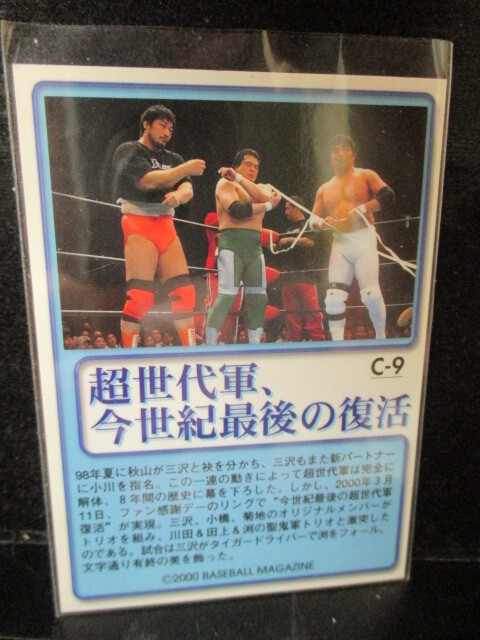 C-9
超世代軍、
今世紀最後の復活
98年夏に秋山が三沢と袂を分かち、三沢もまた新パートナー
に小川を指名。この一連の動きによって超世代軍は完全に
解体、8年間の歴史に幕を下ろした。しかし、2000年3月
11日、ファン感謝デーのリングで“今世紀最後の超世代軍
復活”が実現。三沢、小橋、菊地のオリジナルメンバーが
トリオを組み、川田&田上&渕の聖鬼軍トリオと激突した
のである。試合は三沢がタイガードライバーで渕をフォール、
文字通り有終の美を飾った。
©2000 BASEBALL MAGAZINE